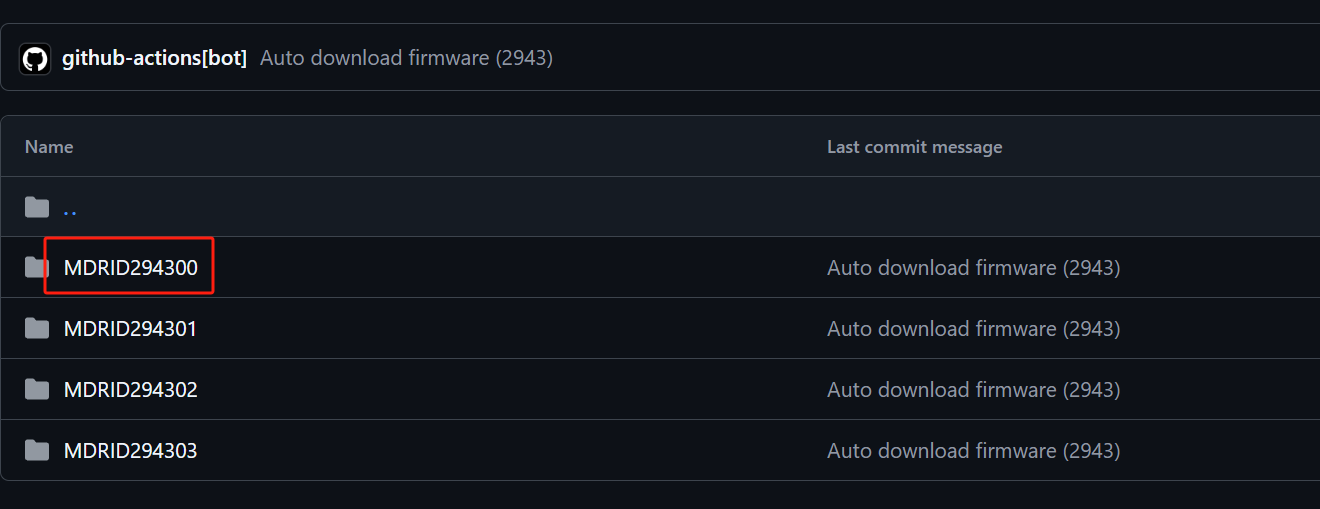 github-actions[bot] Auto download firmware (2943)
Name Last commit message
..
MDRID294300 Auto download firmware (2943)
MDRID294301 Auto download firmware (2943)
MDRID294302 Auto download firmware (2943)
MDRID294303 Auto download firmware (2943)